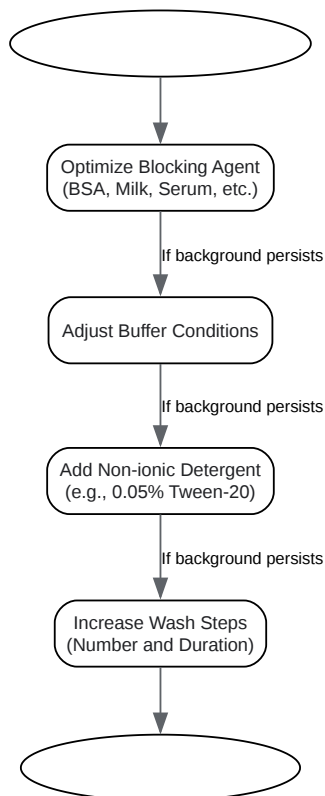 Optimize Blocking Agent
(BSA, Milk, Serum, etc.)
If background persists
Adjust Buffer Conditions
If background persists
Add Non-ionic Detergent
(e.g., 0.05% Tween-20)
If background persists
Increase Wash Steps
(Number and Duration)